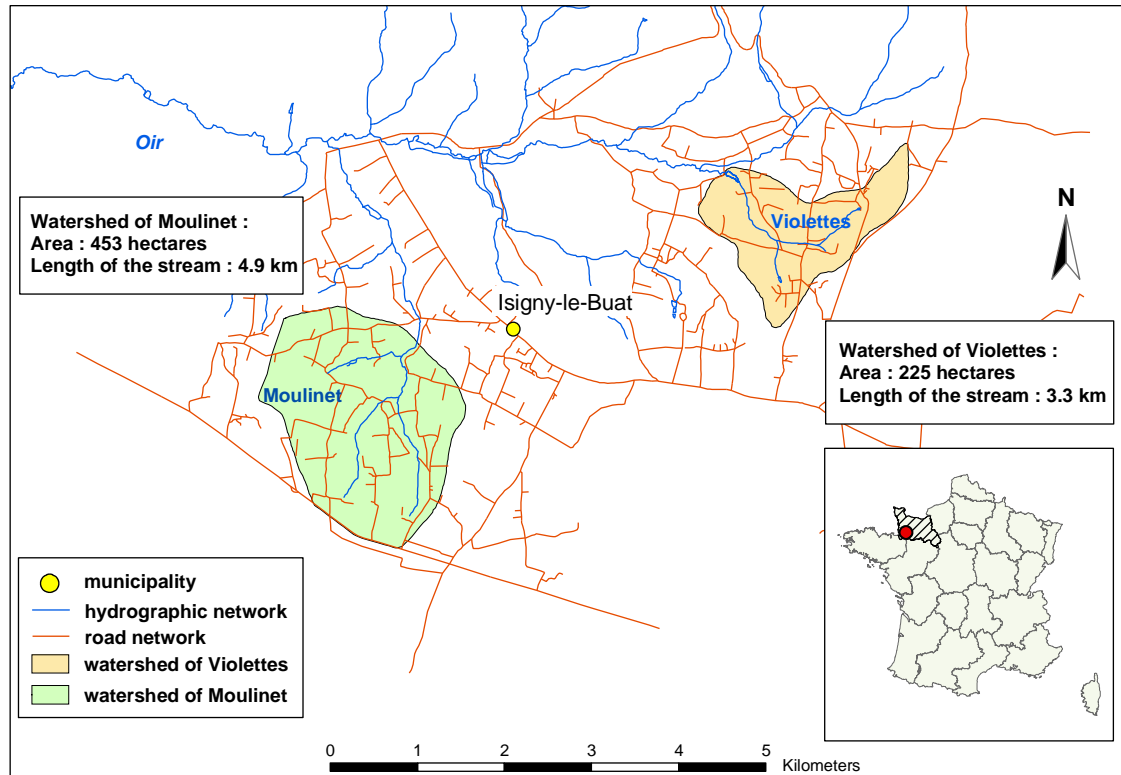 Oir
Watershed of Moulinet :
Area : 453 hectares
Length of the stream : 4.9 km
Violettes
N
Isigny-le-Buat
Watershed of Violettes :
Area : 225 hectares
Length of the stream : 3.3 km
Moulinet
municipality
hydrographic network
road network
watershed of Violettes
watershed of Moulinet
0 1 2 3 4 5
Kilometers